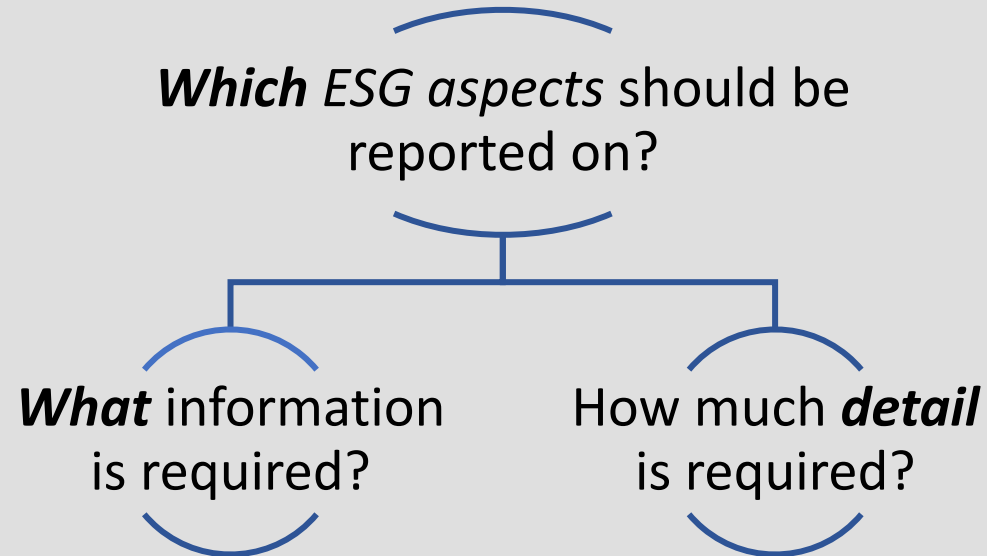 Which ESG aspects should be
reported on?
What information
is required?
How much detail
is required?